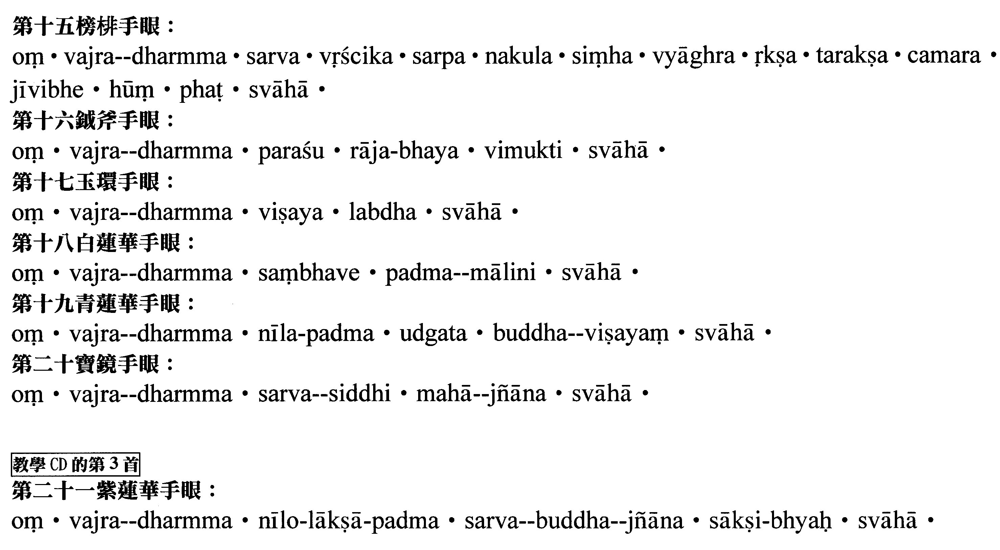 第十五榜棑手眼：
oṃ • vajra--dharmma • sarva • vṛścika • sarpa • nakula • siṃha • vyāghra • ṛkṣa • tarakṣa • camara •
jīvibhe • hūṃ • phaṭ • svāhā •
第十六鉞斧手眼：
oṃ • vajra--dharmma • paraśu • rāja-bhaya • vimukti • svāhā •
第十七玉環手眼：
oṃ • vajra--dharmma • viṣaya • labdha • svāhā •
第十八白蓮華手眼：
oṃ • vajra--dharmma • saṃbhave • padma--mālini • svāhā •
第十九青蓮華手眼：
oṃ • vajra--dharmma • nīla-padma • udgata • buddha--viṣayaṃ • svāhā •
第二十寶鏡手眼：
oṃ • vajra--dharmma • sarva--siddhi • mahā--jñāna • svāhā •
教學 CD 的第 3 首
第二十一紫蓮華手眼：
oṃ • vajra--dharmma • nīlo-lākṣā-padma • sarva--buddha--jñāna • sākṣi-bhyaḥ • svāhā •